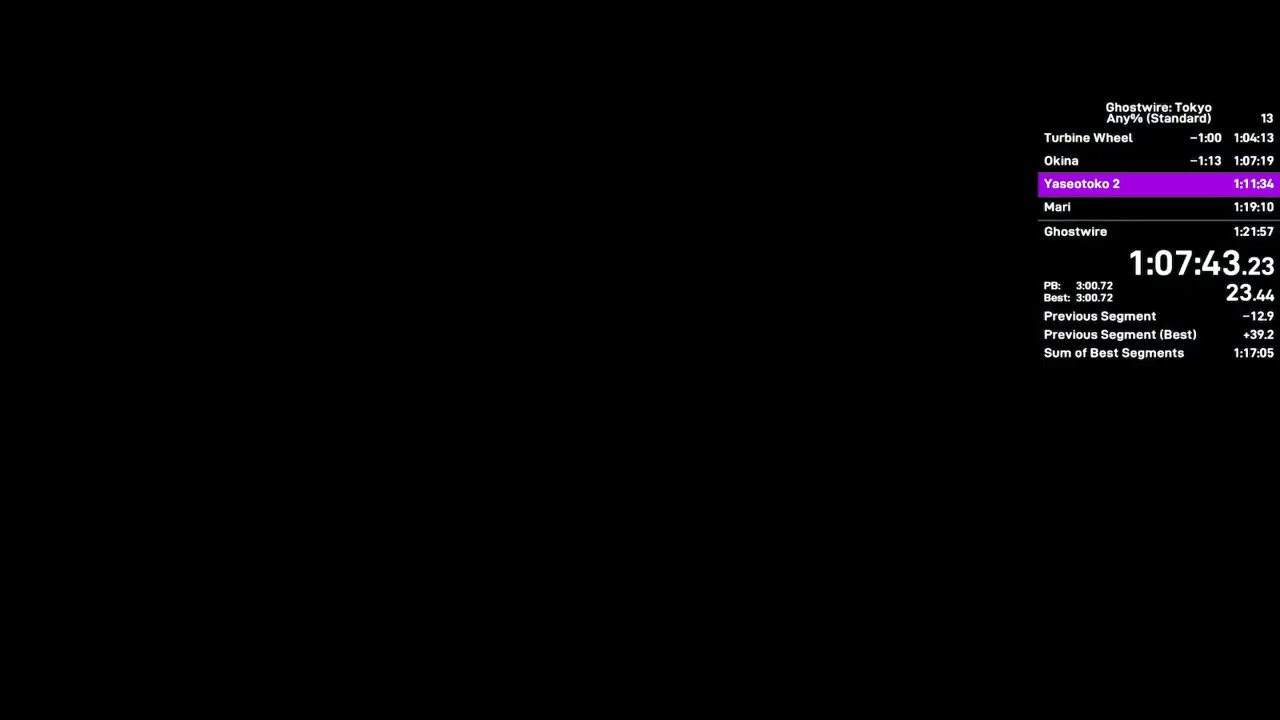 Ghostwire: Tokyo
Any% (Standard) 13
Turbine Wheel −1:00 1:04:13
Okina −1:13 1:07:19
Yaseotoko 2 1:11:34
Mari 1:19:10
Ghostwire 1:21:57
1:07:43.23
PB: 3:00.72
Best: 3:00.72
23.44
Previous Segment −12.9
Previous Segment (Best) +39.2
Sum of Best Segments 1:17:05